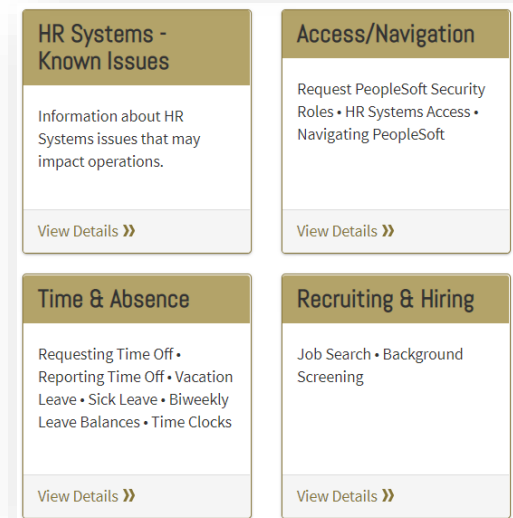 HR Systems -
Known Issues
Information about HR
Systems issues that may
impact operations.
View Details »
Access/Navigation
Request PeopleSoft Security
Roles • HR Systems Access •
Navigating PeopleSoft
View Details »
Time & Absence
Requesting Time Off •
Reporting Time Off • Vacation
Leave • Sick Leave • Biweekly
Leave Balances • Time Clocks
View Details »
Recruiting & Hiring
Job Search • Background
Screening
View Details »